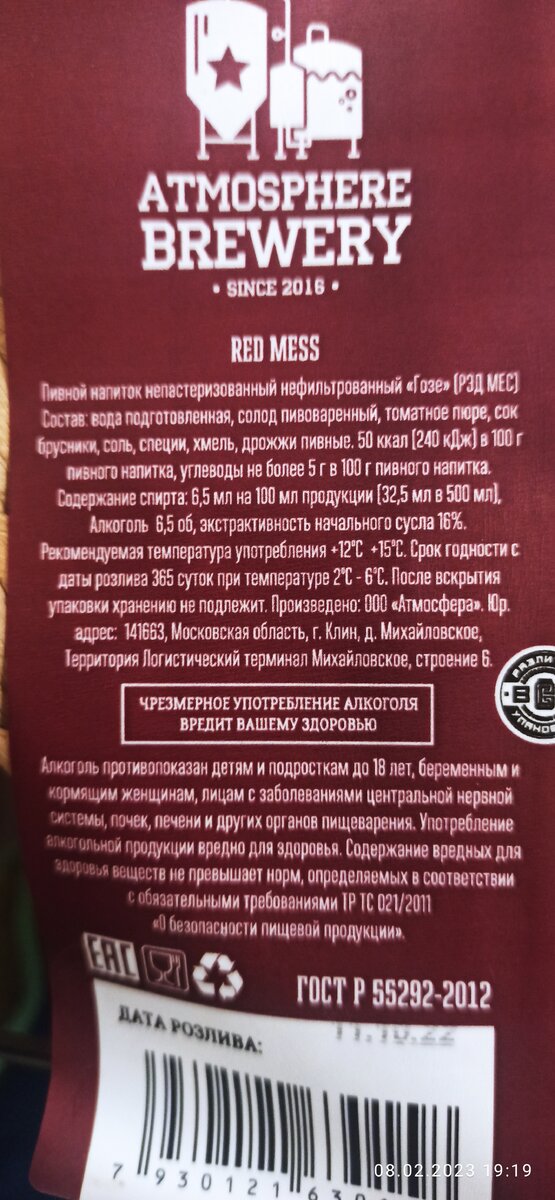 ATMOSPHERE
BREWERY
• SINCE 2016 •
RED MESS
Пивной напиток непастеризованный нефильтрованный «Гозе» (РЭД МЕС)
Состав: вода подготовленная, солод пивоваренный, томатное пюре, сок
брусники, соль, специи, хмель, дрожжи пивные. 50 ккал (240 кДж) в 100 г
пивного напитка, углеводы не более 5 г в 100 г пивного напитка.
Содержание спирта: 6,5 мл на 100 мл продукции (32,5 мл в 500 мл),
Алкоголь 6,5 об, экстрактивность начального сусла 16%.
Рекомендуемая температура употребления +12°C +15°C. Срок годности с
даты розлива 365 суток при температуре 2°C - 6°C. После вскрытия
упаковки хранению не подлежит. Произведено: ООО «Атмосфера». Юр.
адрес: 141663, Московская область, г. Клин, д. Михайловское,
Территория Логистический терминал Михайловское, строение 6.
ЧРЕЗМЕРНОЕ УПОТРЕБЛЕНИЕ АЛКОГОЛЯ
ВРЕДИТ ВАШЕМУ ЗДОРОВЬЮ
Алкоголь противопоказан детям и подросткам до 18 лет, беременным и
кормящим женщинам, лицам с заболеваниями центральной нервной
системы, почек, печени и других органов пищеварения. Употребление
алкогольной продукции вредно для здоровья. Содержание вредных для
здоровья веществ не превышает норм, определяемых в соответствии
с обязательными требованиями ТР ТС 021/2011
«О безопасности пищевой продукции».
EAC
ГОСТ Р 55292-2012
ДАТА РОЗЛИВА:
7 930121 630
08.02.2023 19:19